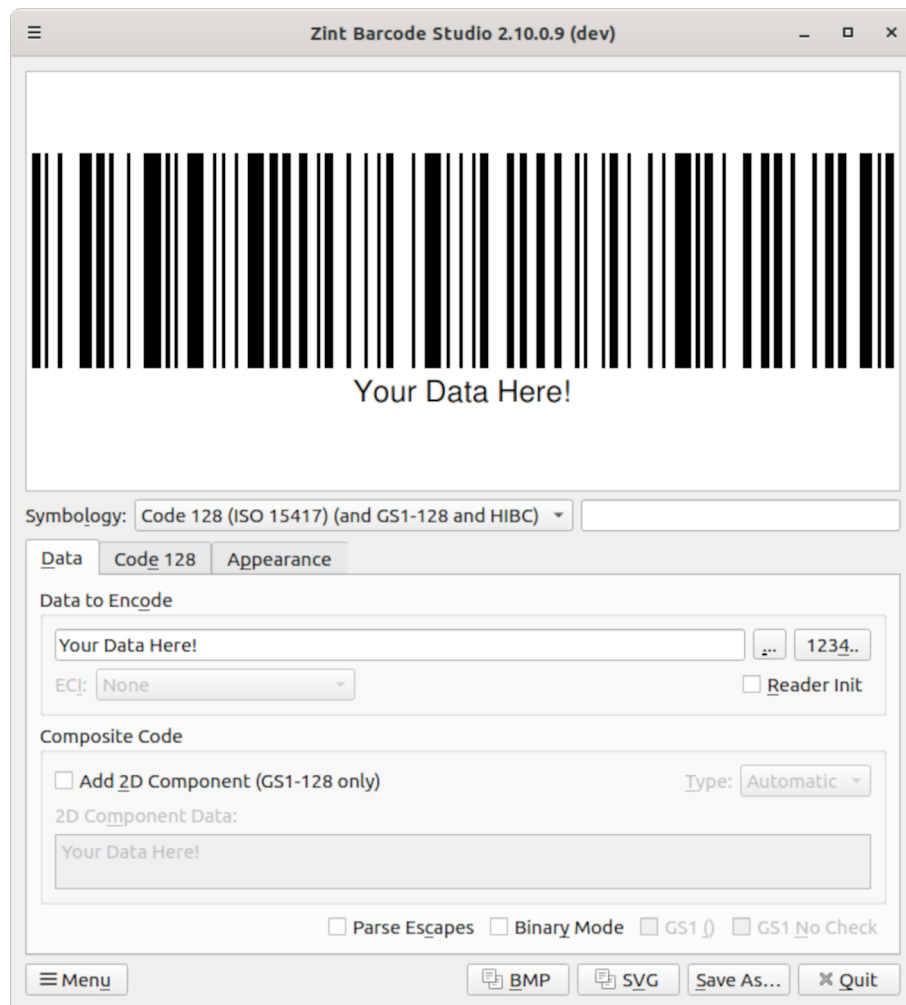 Zint Barcode Studio 2.10.0.9 (dev)
Your Data Here!
Symbology: Code 128 (ISO 15417) (and GS1-128 and HIBC)
Data Code 128 Appearance
Data to Encode
Your Data Here! ... 1234..
ECI: None Reader Init
Composite Code
Add 2D Component (GS1-128 only) Type: Automatic
2D Component Data:
Your Data Here!
Parse Escapes Binary Mode GS1 () GS1 No Check
Menu BMP SVG Save As... Quit